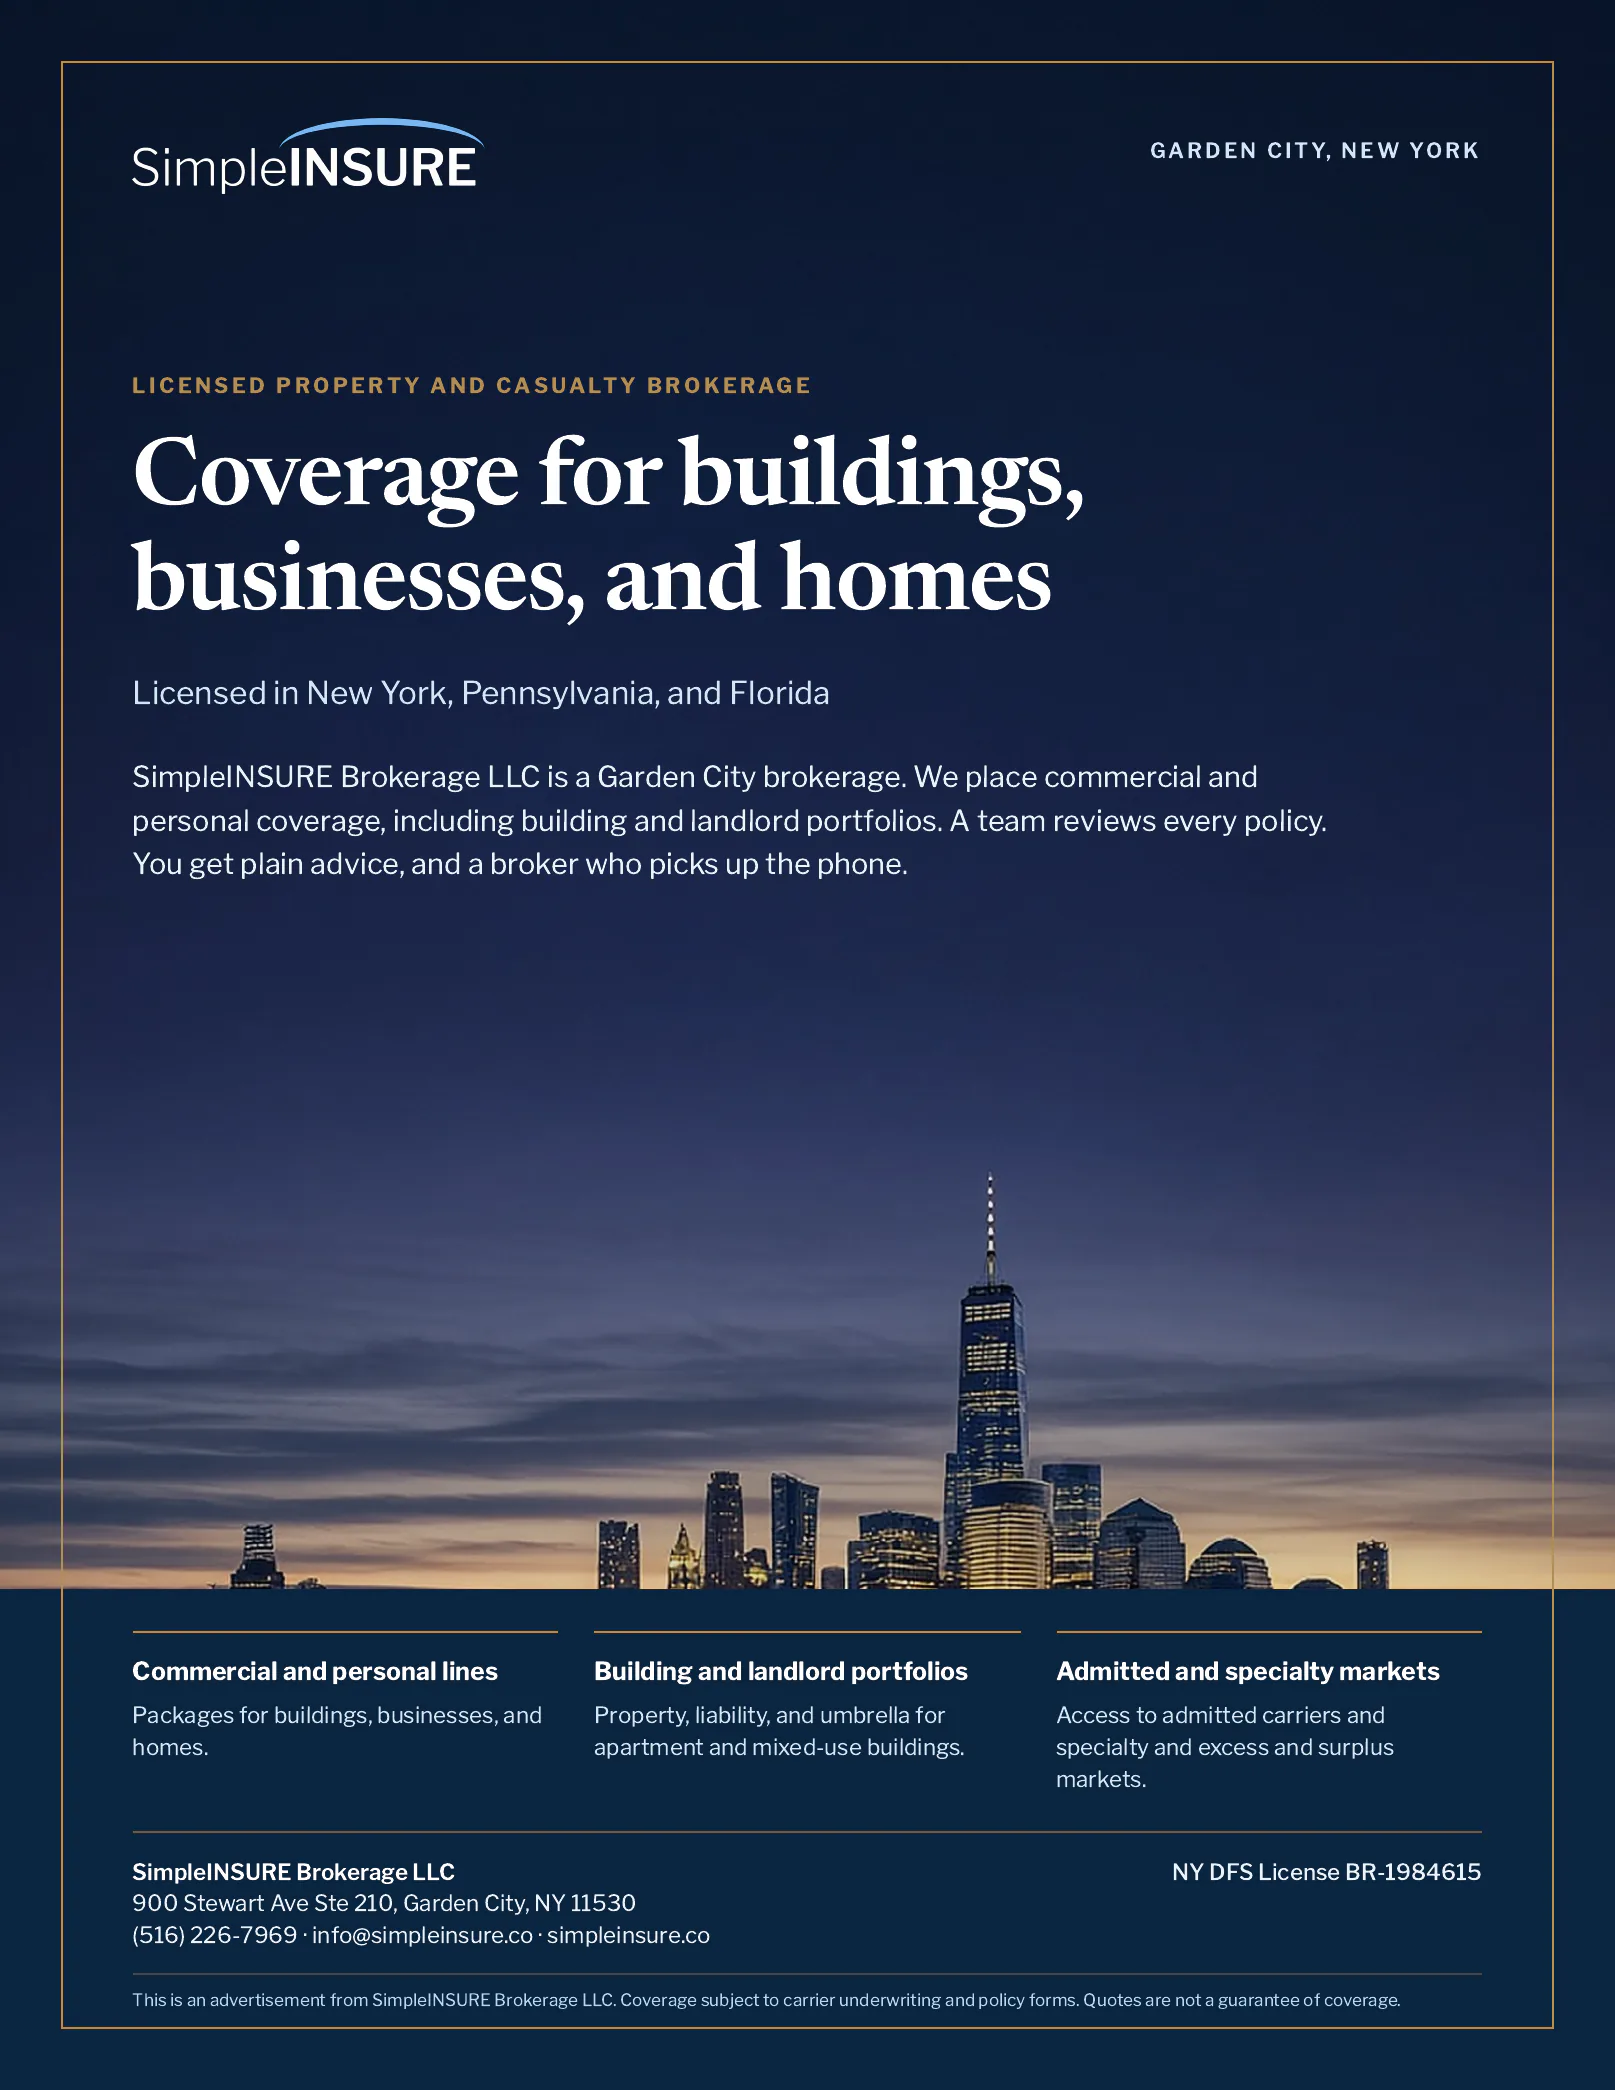 SimpleINSURE
GARDEN CITY, NEW YORK
LICENSED PROPERTY AND CASUALTY BROKERAGE
Coverage for buildings,
businesses, and homes
Licensed in New York, Pennsylvania, and Florida
SimpleINSURE Brokerage LLC is a Garden City brokerage. We place commercial and
personal coverage, including building and landlord portfolios. A team reviews every policy.
You get plain advice, and a broker who picks up the phone.
Commercial and personal lines
Packages for buildings, businesses, and
homes.
Building and landlord portfolios
Property, liability, and umbrella for
apartment and mixed-use buildings.
Admitted and specialty markets
Access to admitted carriers and
specialty and excess and surplus
markets.
SimpleINSURE Brokerage LLC
900 Stewart Ave Ste 210, Garden City, NY 11530
(516) 226-7969 · info@simpleinsure.co · simpleinsure.co
NY DFS License BR-1984615
This is an advertisement from SimpleINSURE Brokerage LLC. Coverage subject to carrier underwriting and policy forms. Quotes are not a guarantee of coverage.